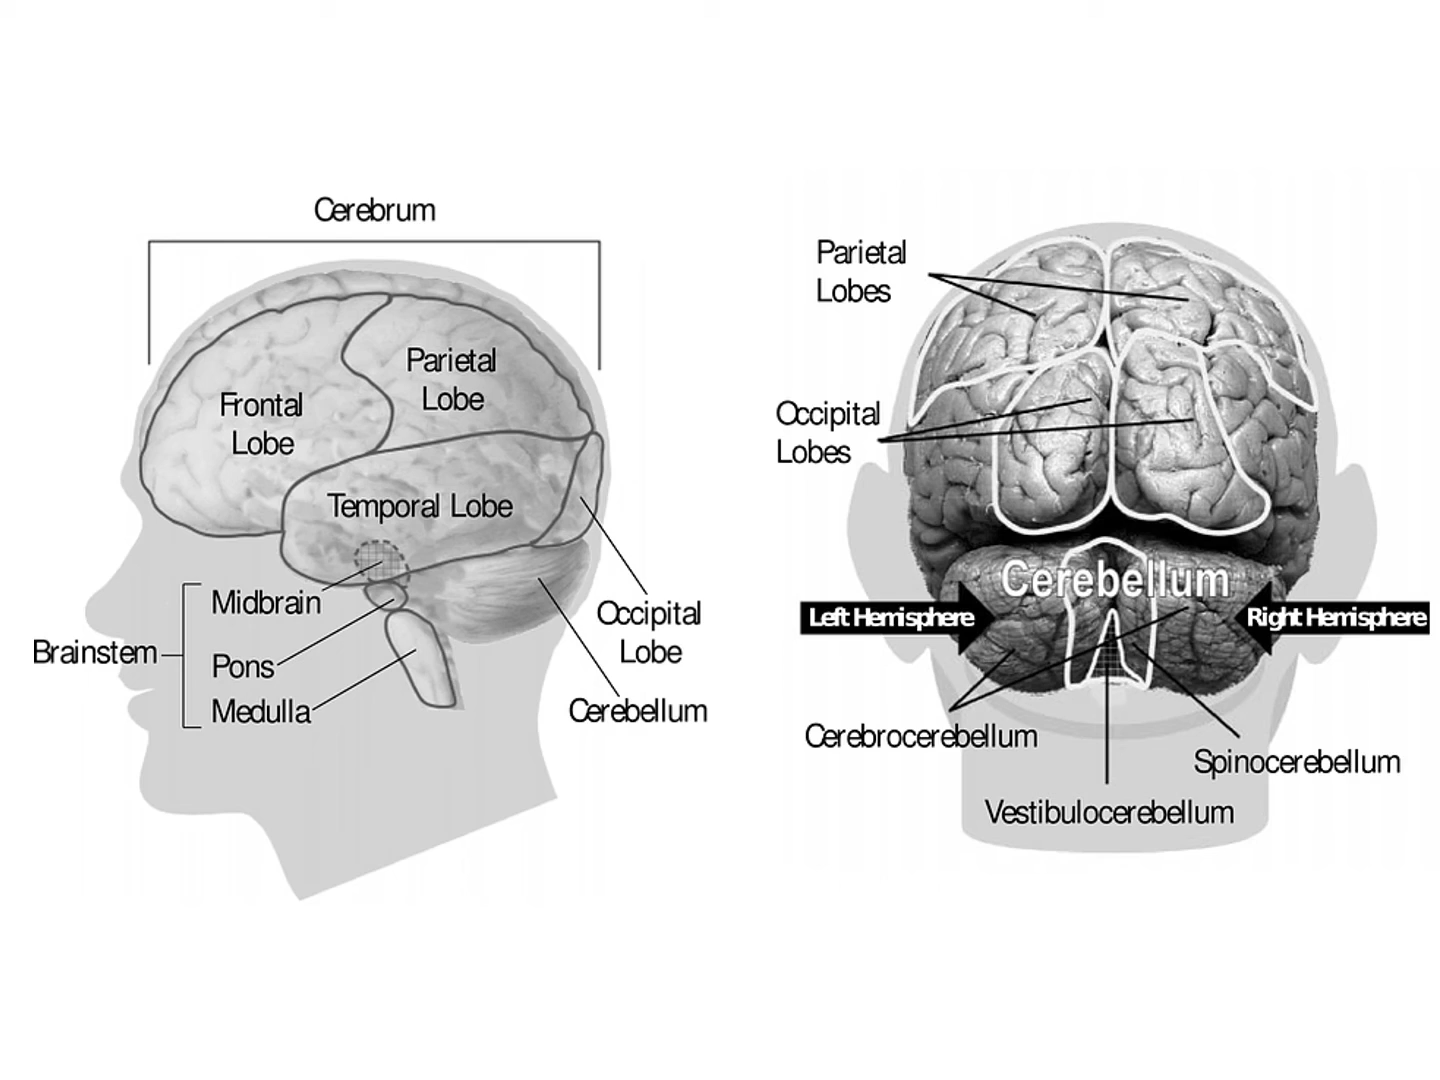 Cerebrum
Frontal
Lobe
Parietal
Lobe
Temporal Lobe
Brainstem
Midbrain
Pons
Medulla
Occipital
Lobe
Cerebellum
Parietal
Lobes
Occipital
Lobes
Cerebellum
Left Hemisphere
Right Hemisphere
Cerebrocerebellum
Spinocerebellum
Vestibulocerebellum